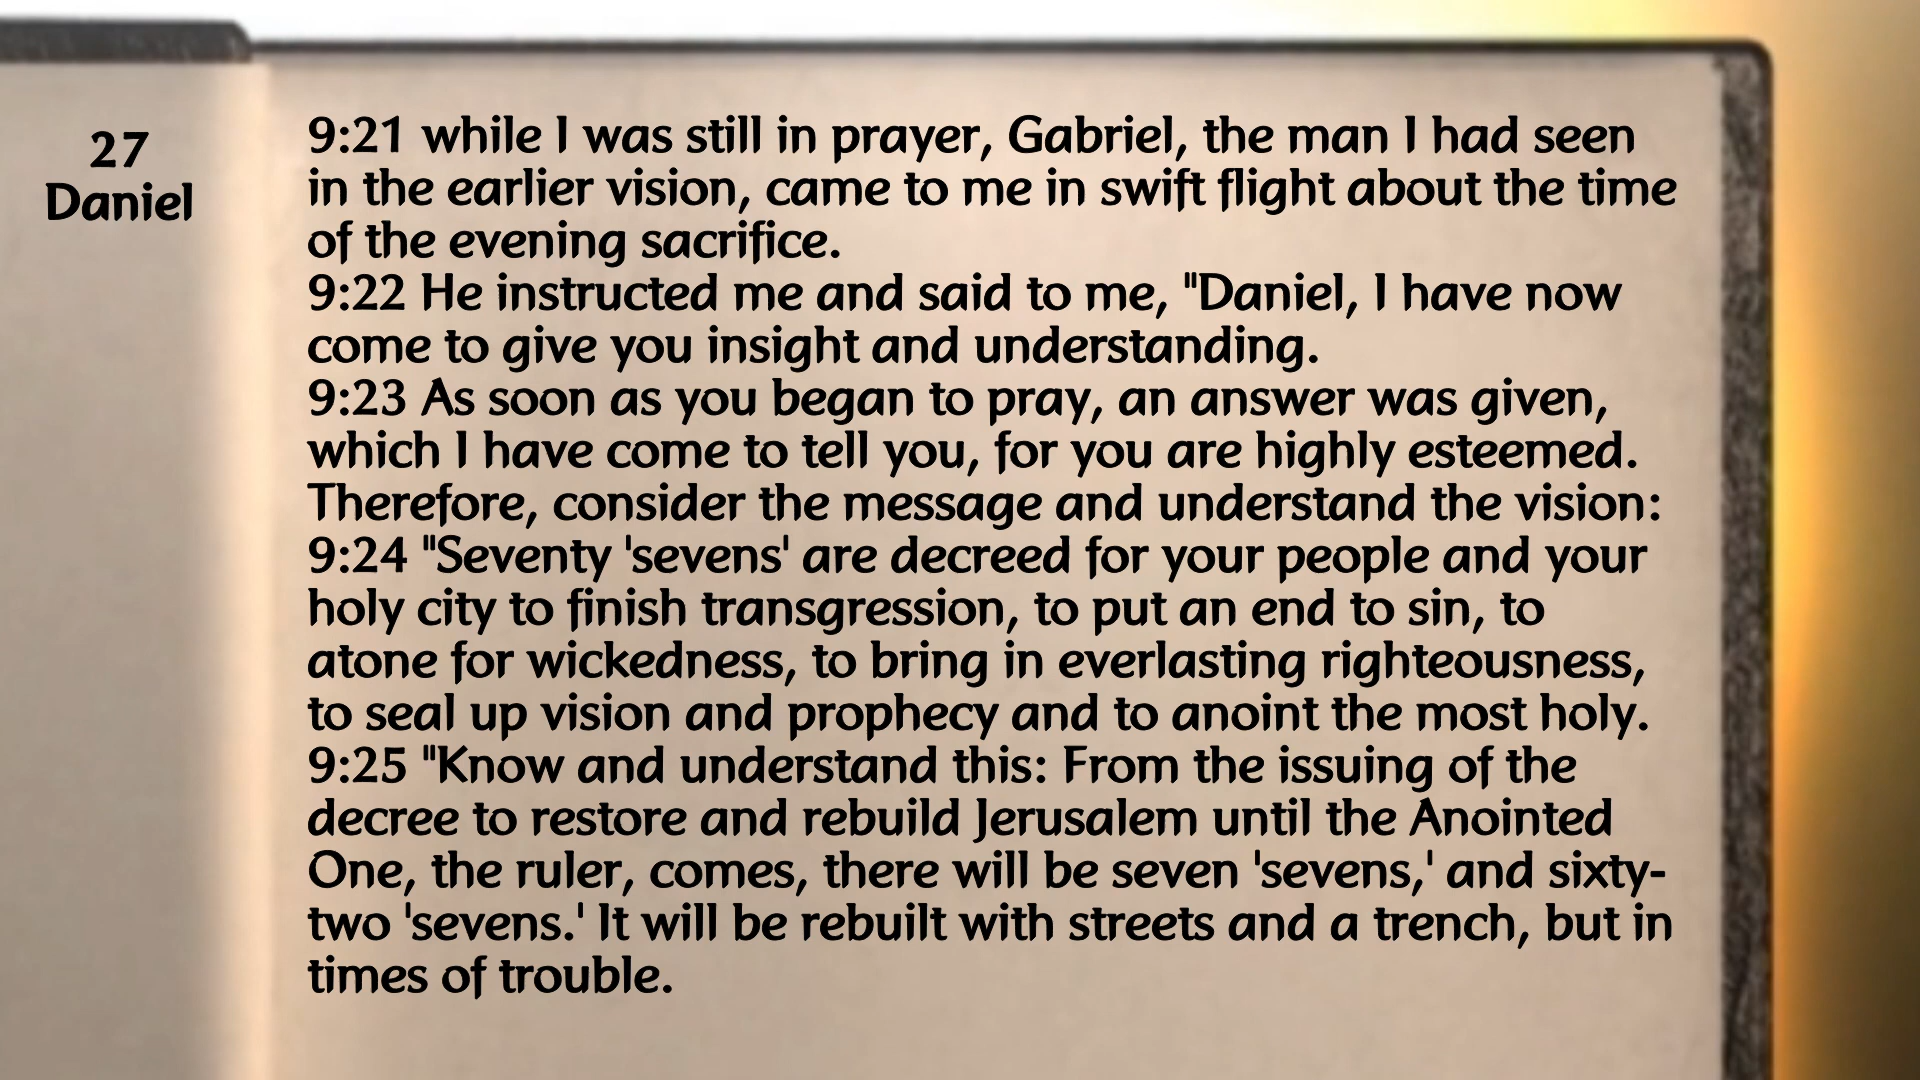 27
Daniel
9:21 while I was still in prayer, Gabriel, the man I had seen
in the earlier vision, came to me in swift flight about the time
of the evening sacrifice.
9:22 He instructed me and said to me, "Daniel, I have now
come to give you insight and understanding.
9:23 As soon as you began to pray, an answer was given,
which I have come to tell you, for you are highly esteemed.
Therefore, consider the message and understand the vision:
9:24 "Seventy 'sevens' are decreed for your people and your
holy city to finish transgression, to put an end to sin, to
atone for wickedness, to bring in everlasting righteousness,
to seal up vision and prophecy and to anoint the most holy.
9:25 "Know and understand this: From the issuing of the
decree to restore and rebuild Jerusalem until the Anointed
One, the ruler, comes, there will be seven 'sevens,' and sixty-
two 'sevens.' It will be rebuilt with streets and a trench, but in
times of trouble.